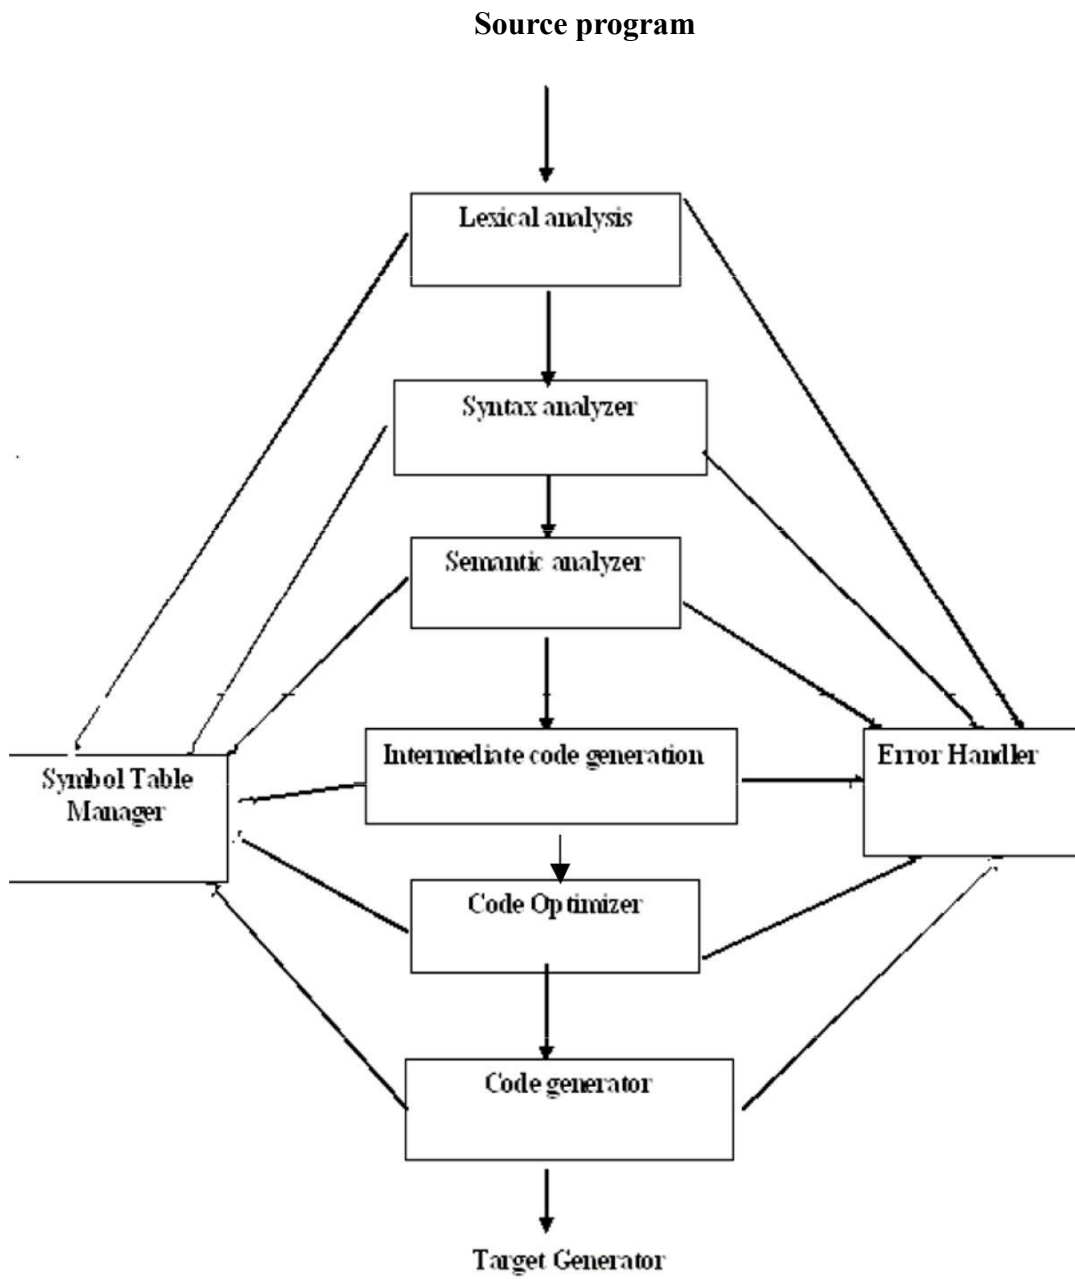 Source program
Lexical analysis
Syntax analyzer
Semantic analyzer
Intermediate code generation
Error Handler
Symbol Table
Manager
Code Optimizer
Code generator
Target Generator